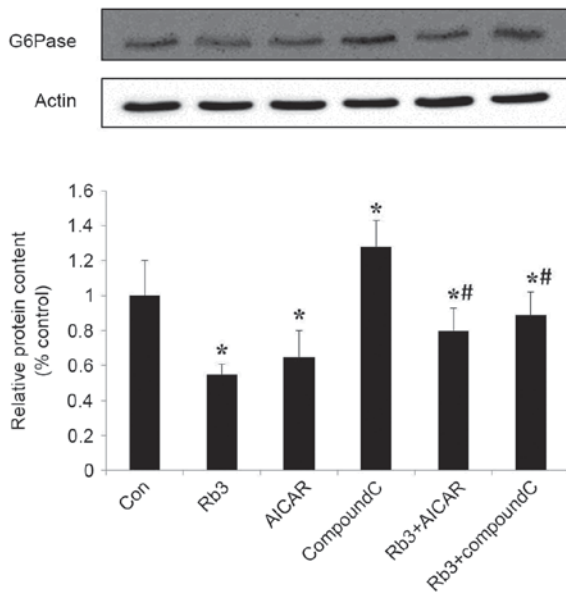 G6Pase
Actin
Relative protein content
(% control)
1.6
1.4
1.2
1
0.8
0.6
0.4
0.2
0
*
*
*
*#
*#
Con
Rb3
AICAR
CompoundC
Rb3+AICAR
Rb3+compoundC